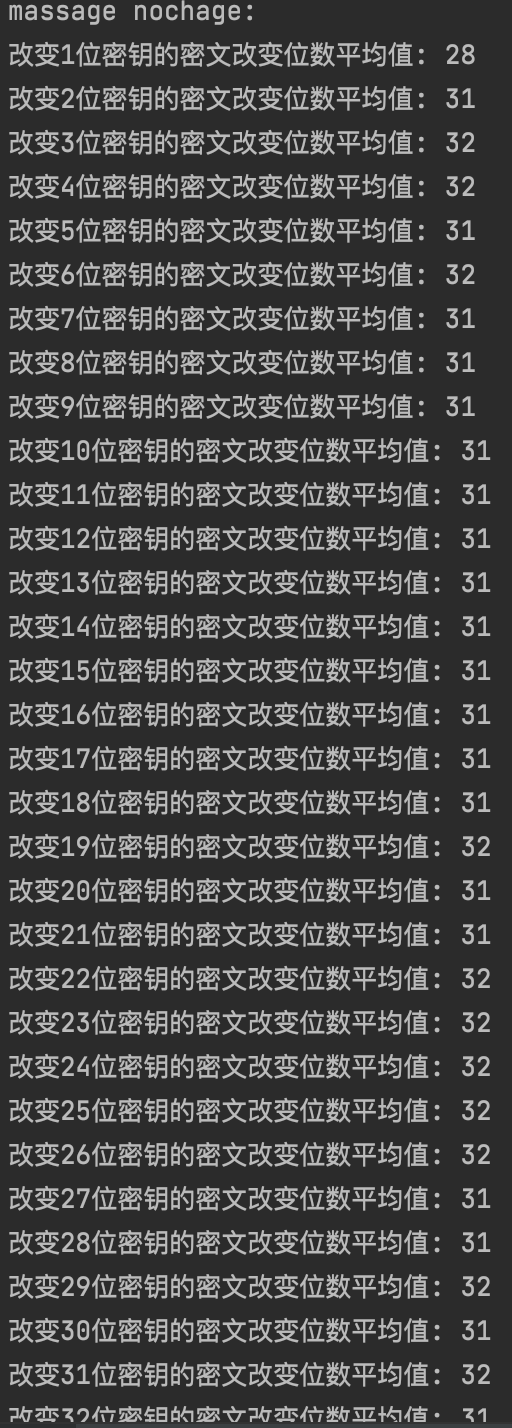 massage nochage:
改变1位密钥的密文改变位数平均值: 28
改变2位密钥的密文改变位数平均值: 31
改变3位密钥的密文改变位数平均值: 32
改变4位密钥的密文改变位数平均值: 32
改变5位密钥的密文改变位数平均值: 31
改变6位密钥的密文改变位数平均值: 32
改变7位密钥的密文改变位数平均值: 31
改变8位密钥的密文改变位数平均值: 31
改变9位密钥的密文改变位数平均值: 31
改变10位密钥的密文改变位数平均值: 31
改变11位密钥的密文改变位数平均值: 31
改变12位密钥的密文改变位数平均值: 31
改变13位密钥的密文改变位数平均值: 31
改变14位密钥的密文改变位数平均值: 31
改变15位密钥的密文改变位数平均值: 31
改变16位密钥的密文改变位数平均值: 31
改变17位密钥的密文改变位数平均值: 31
改变18位密钥的密文改变位数平均值: 31
改变19位密钥的密文改变位数平均值: 32
改变20位密钥的密文改变位数平均值: 31
改变21位密钥的密文改变位数平均值: 31
改变22位密钥的密文改变位数平均值: 32
改变23位密钥的密文改变位数平均值: 32
改变24位密钥的密文改变位数平均值: 32
改变25位密钥的密文改变位数平均值: 32
改变26位密钥的密文改变位数平均值: 32
改变27位密钥的密文改变位数平均值: 31
改变28位密钥的密文改变位数平均值: 31
改变29位密钥的密文改变位数平均值: 32
改变30位密钥的密文改变位数平均值: 31
改变31位密钥的密文改变位数平均值: 32
改变32位密钥的密文改变位数平均值: 31